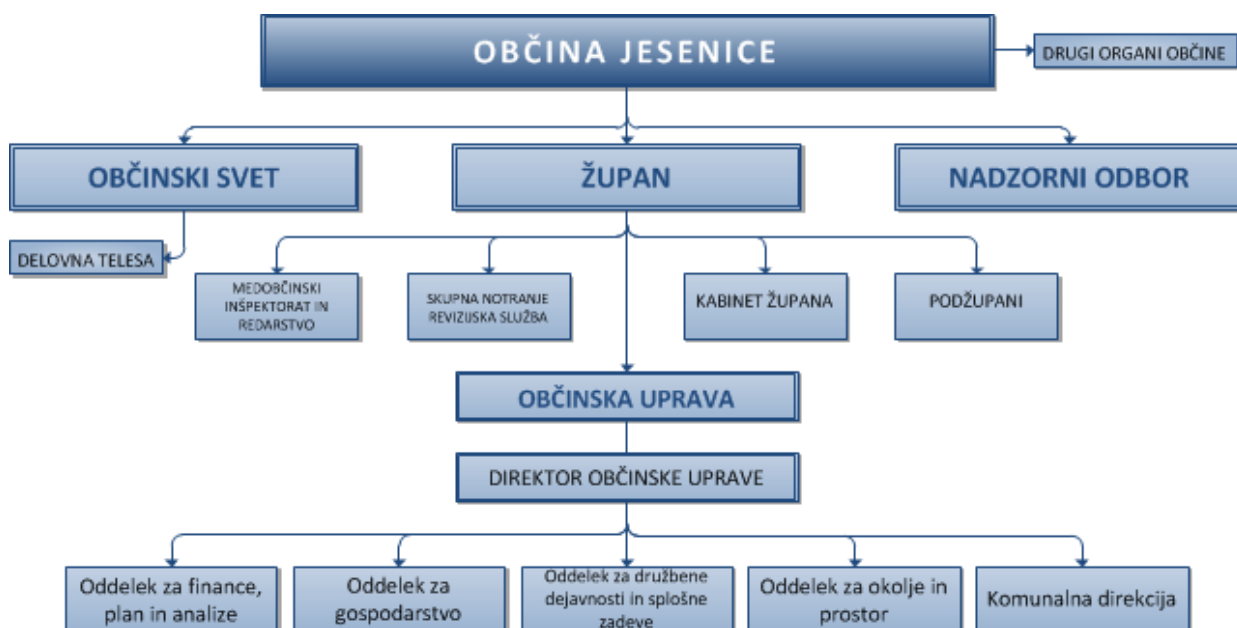 OBČINA JESENICE
DRUGI ORGANI OBČINE
OBČINSKI SVET
ŽUPAN
NADZORNI ODBOR
DELOVNA TELESA
MEDOBČINSKI
INŠPEKTORAT IN
REDARSTVO
SKUPNA NOTRANJE
REVIZIJSKA SLUŽBA
KABINET ŽUPANA
PODŽUPANI
OBČINSKA UPRAVA
DIREKTOR OBČINSKE UPRAVE
Oddelek za finance,
plan in analize
Oddelek za
gospodarstvo
Oddelek za družbene
dejavnosti in splošne
zadeve
Oddelek za okolje in
prostor
Komunalna direkcija